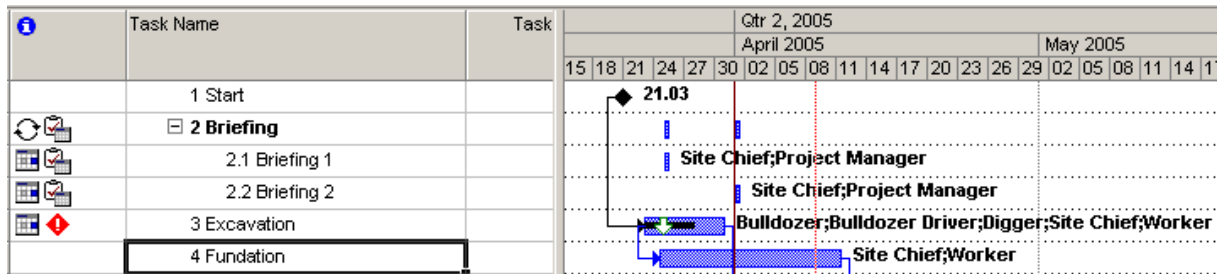 Task Name Task Qtr 2, 2005
April 2005 May 2005
15 18 21 24 27 30 02 05 08 11 14 17 20 23 26 29 02 05 08 11 14 1
1 Start 21.03
2 Briefing
2.1 Briefing 1 Site Chief;Project Manager
2.2 Briefing 2 Site Chief;Project Manager
3 Excavation Bulldozer;Bulldozer Driver;Digger;Site Chief;Worker
4 Fundation Site Chief;Worker